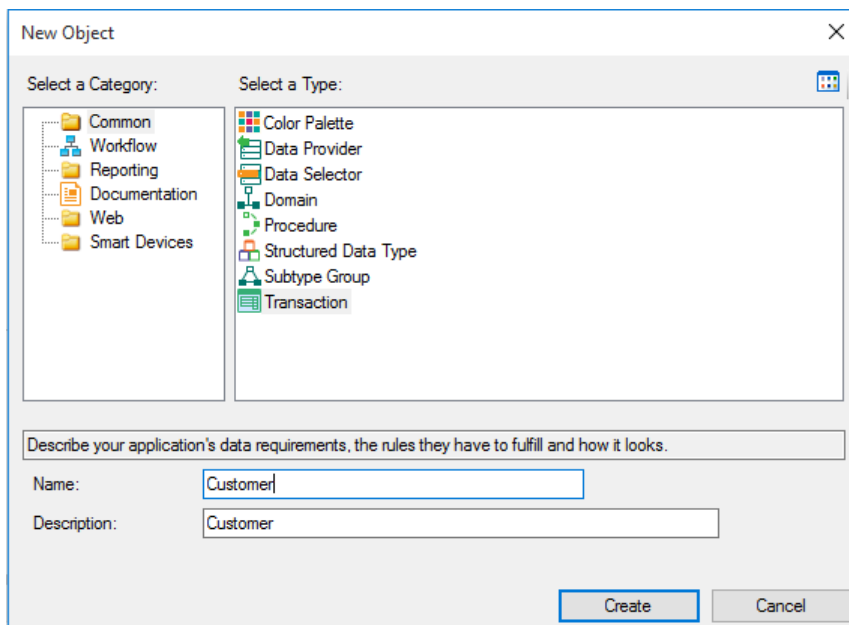 New Object
Select a Category:
Select a Type:
Common
Workflow
Reporting
Documentation
Web
Smart Devices
Color Palette
Data Provider
Data Selector
Domain
Procedure
Structured Data Type
Subtype Group
Transaction
Describe your application's data requirements, the rules they have to fulfill and how it looks.
Name:
Customer
Description:
Customer
Create
Cancel